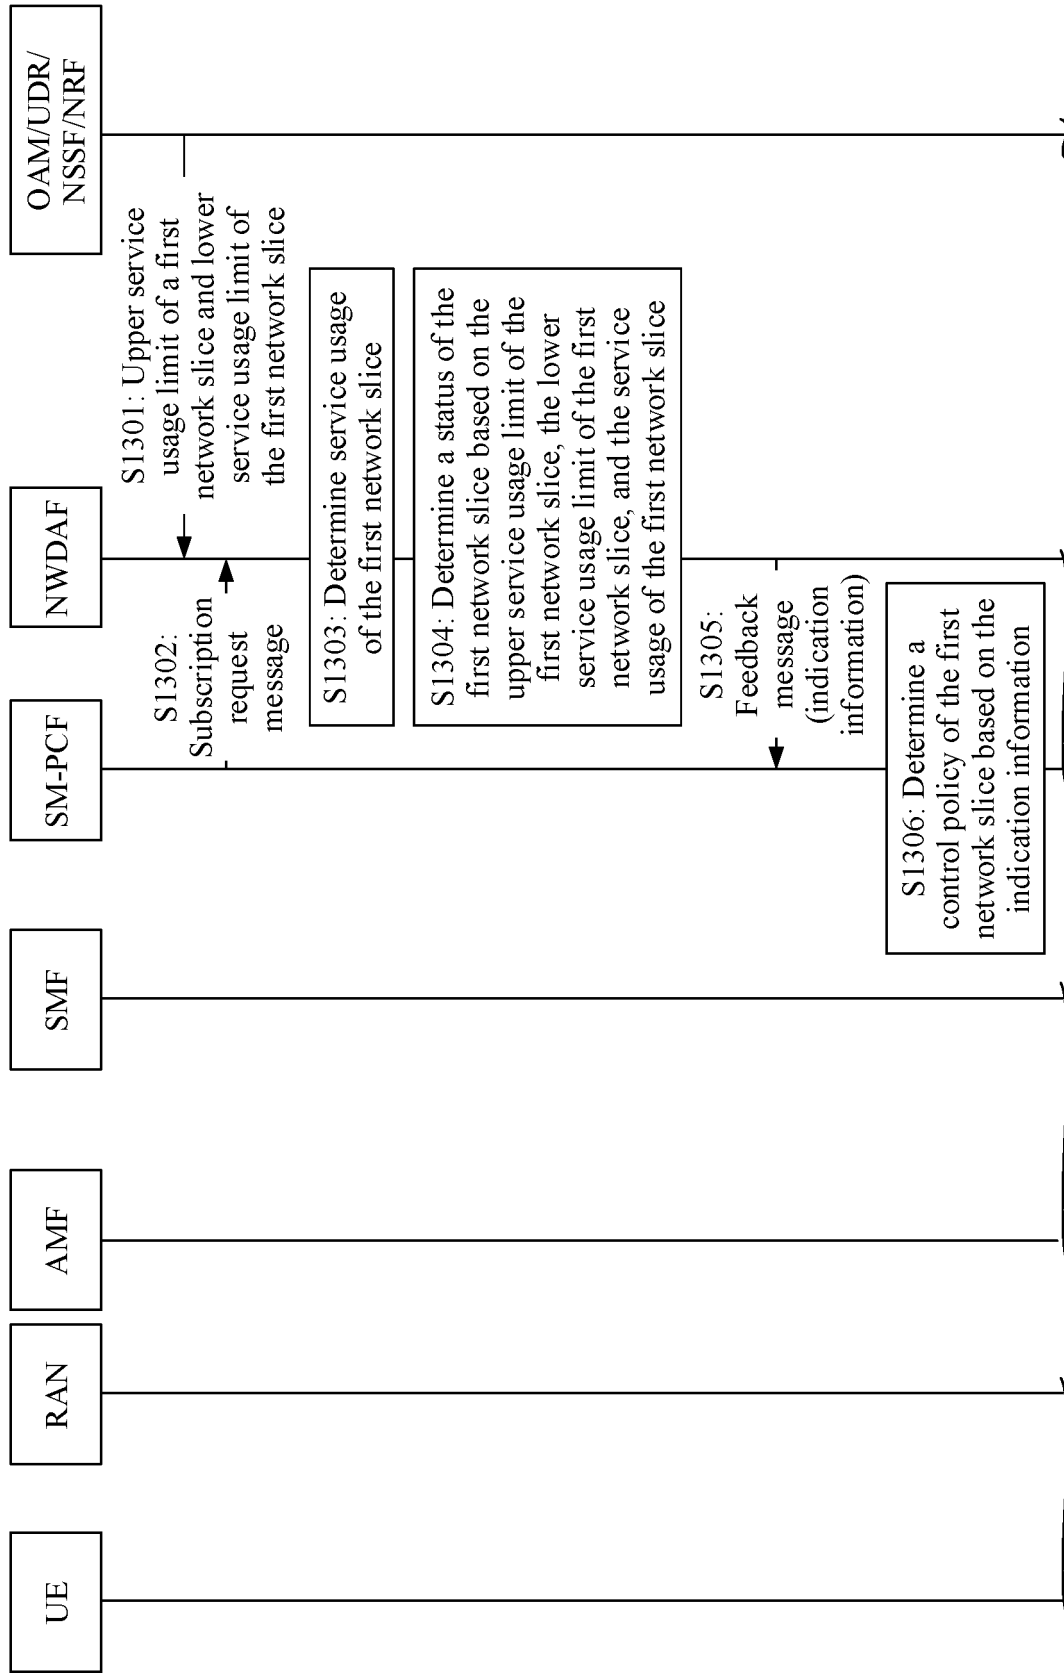 UE
RAN
AMF
SMF
SM-PCF
NWDAF
OAM/UDR/
NSSF/NRF
S1301: Upper service
usage limit of a first
network slice and lower
service usage limit of
the first network slice
S1302:
Subscription
request
message
S1303: Determine service usage
of the first network slice
S1304: Determine a status of the
first network slice based on the
upper service usage limit of the
first network slice, the lower
service usage limit of the first
network slice, and the service
usage of the first network slice
S1305:
Feedback
message
(indication
information)
S1306: Determine a
control policy of the first
network slice based on the
indication information